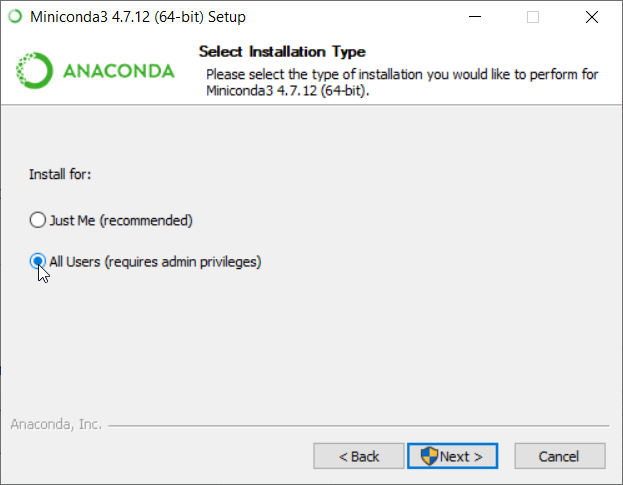 Miniconda3 4.7.12 (64-bit) Setup
ANACONDA
Select Installation Type
Please select the type of installation you would like to perform for
Miniconda3 4.7.12 (64-bit).
Install for:
Just Me (recommended)
All Users (requires admin privileges)
Anaconda, Inc.
< Back
Next >
Cancel